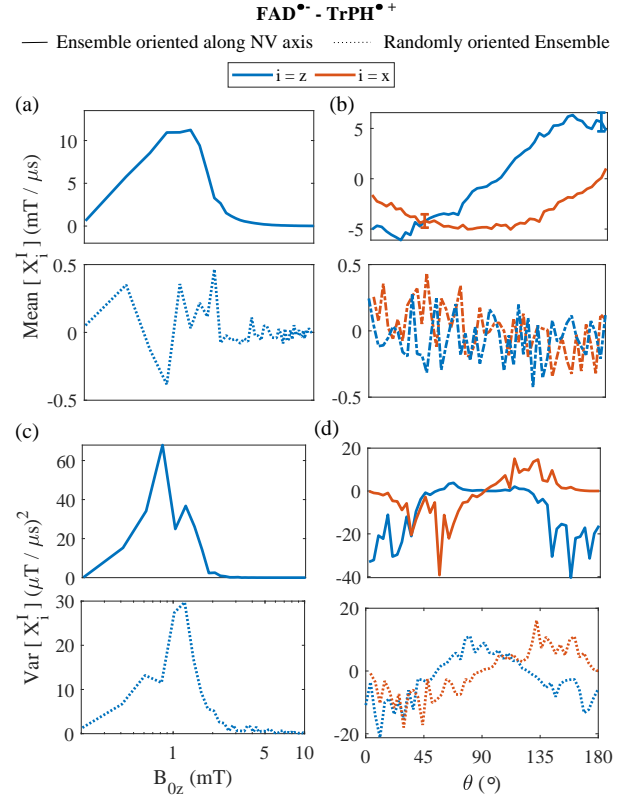 FAD●- - TrPH● +
Ensemble oriented along NV axis Randomly oriented Ensemble
i = z i = x
(a) (b)
Mean [ X_i^I ] (mT / μs)
10
5
0
5
0
-5
0.5
0
-0.5
0.5
0
-0.5
(c) (d)
Var [ X_i^I ] (μT / μs)^2
60
40
20
0
20
0
-20
-40
30
20
10
0
20
0
-20
1 5 10
0 45 90 135 180
B_0z (mT) θ (°)